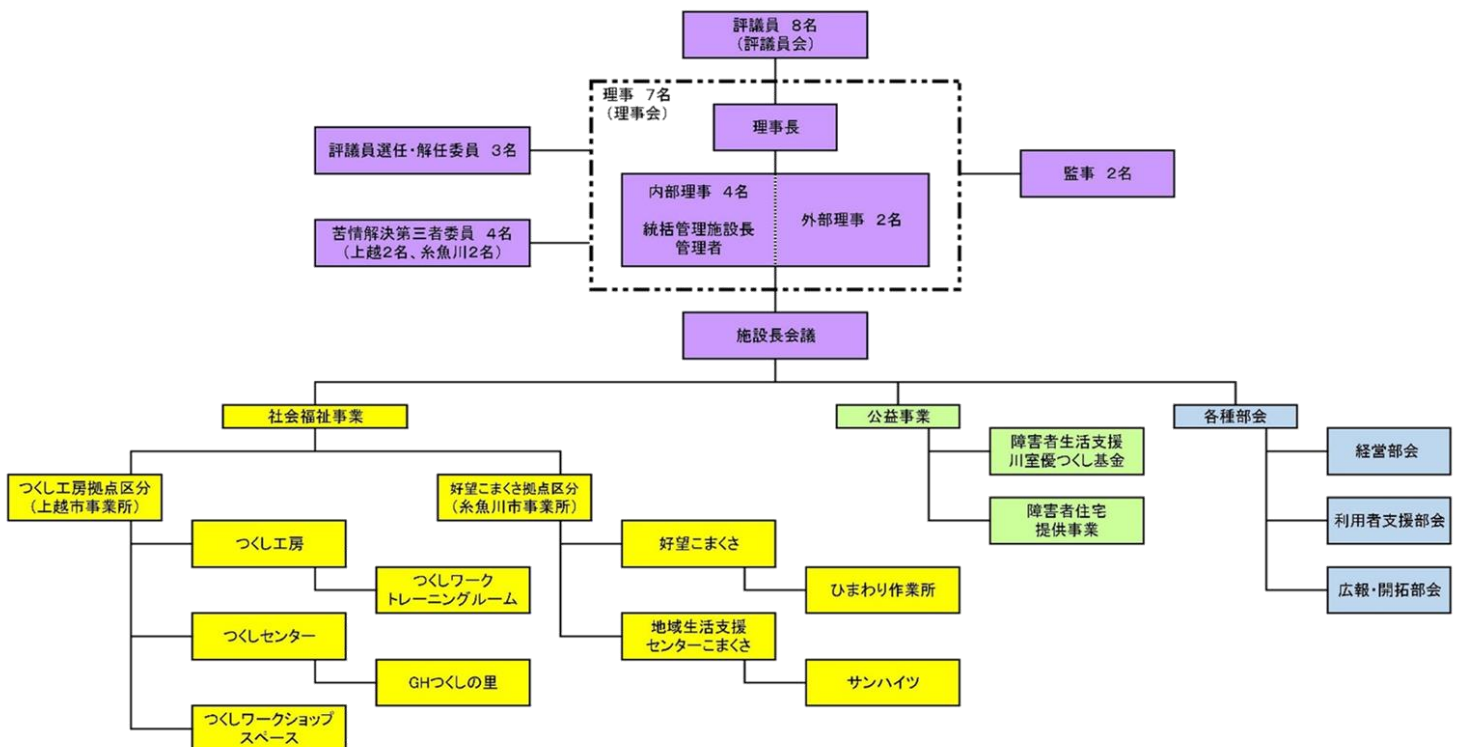 評議員 8名
(評議員会)
理事 7名
(理事会)
理事長
評議員選任・解任委員 3名
監事 2名
内部理事 4名
統括管理施設長
管理者
外部理事 2名
苦情解決第三者委員 4名
(上越2名、糸魚川2名)
施設長会議
社会福祉事業
公益事業
各種部会
つくし工房拠点区分
(上越市事業所)
つくし工房
つくしワーク
トレーニングルーム
つくしセンター
GHつくしの里
つくしワークショップ
スペース
好望こまくさ拠点区分
(糸魚川市事業所)
好望こまくさ
ひまわり作業所
地域生活支援
センターこまくさ
サンハイツ
障害者生活支援
川室優つくし基金
障害者住宅
提供事業
経営部会
利用者支援部会
広報・開拓部会